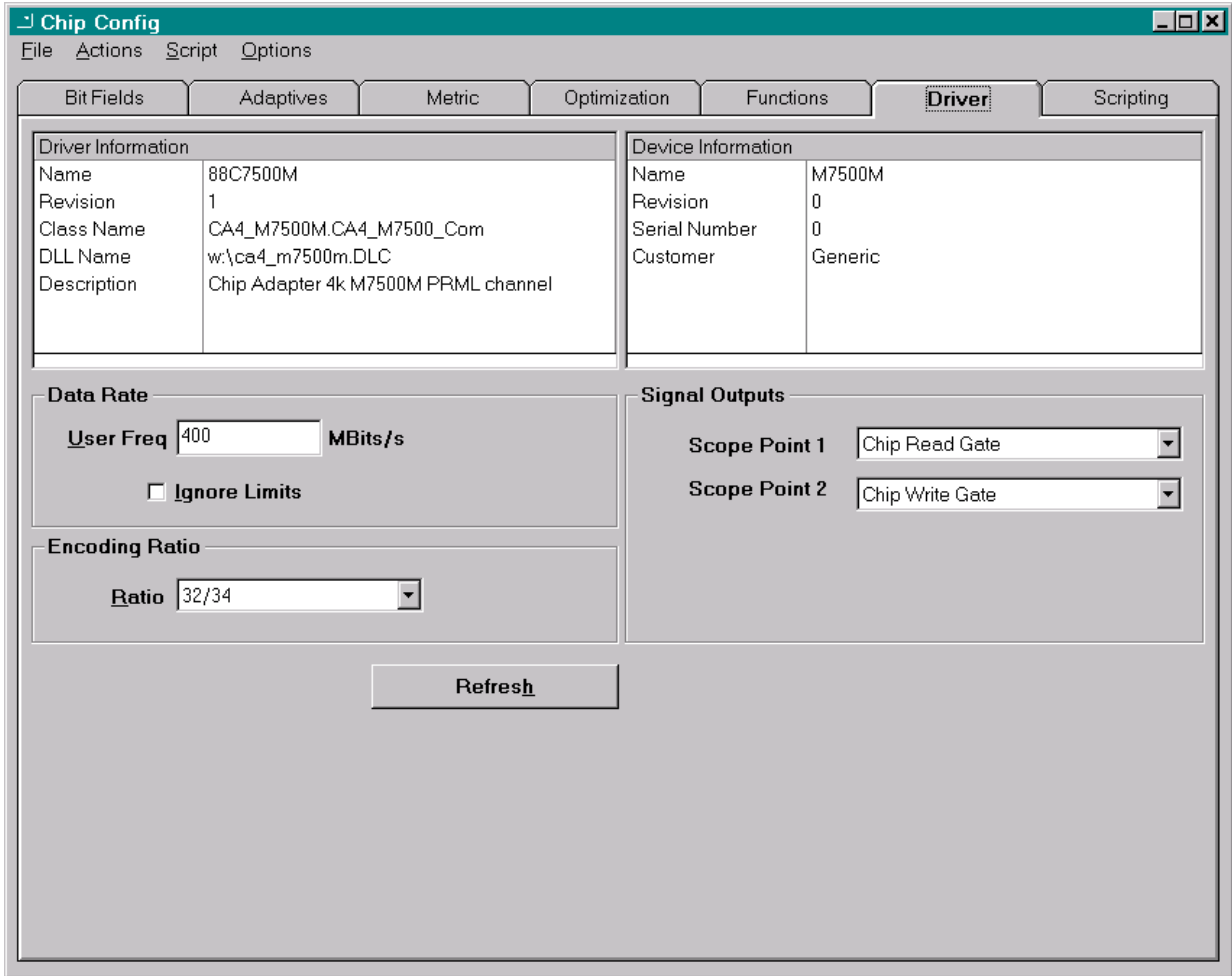 Chip Config
File Actions Script Options
Bit Fields Adaptives Metric Optimization Functions Driver Scripting
Driver Information
Name 88C7500M
Revision 1
Class Name CA4_M7500M.CA4_M7500_Com
DLL Name w:\ca4_m7500m.DLC
Description Chip Adapter 4k M7500M PRML channel
Device Information
Name M7500M
Revision 0
Serial Number 0
Customer Generic
Data Rate
User Freq 400 MBits/s
Ignore Limits
Encoding Ratio
Ratio 32/34
Signal Outputs
Scope Point 1 Chip Read Gate
Scope Point 2 Chip Write Gate
Refresh